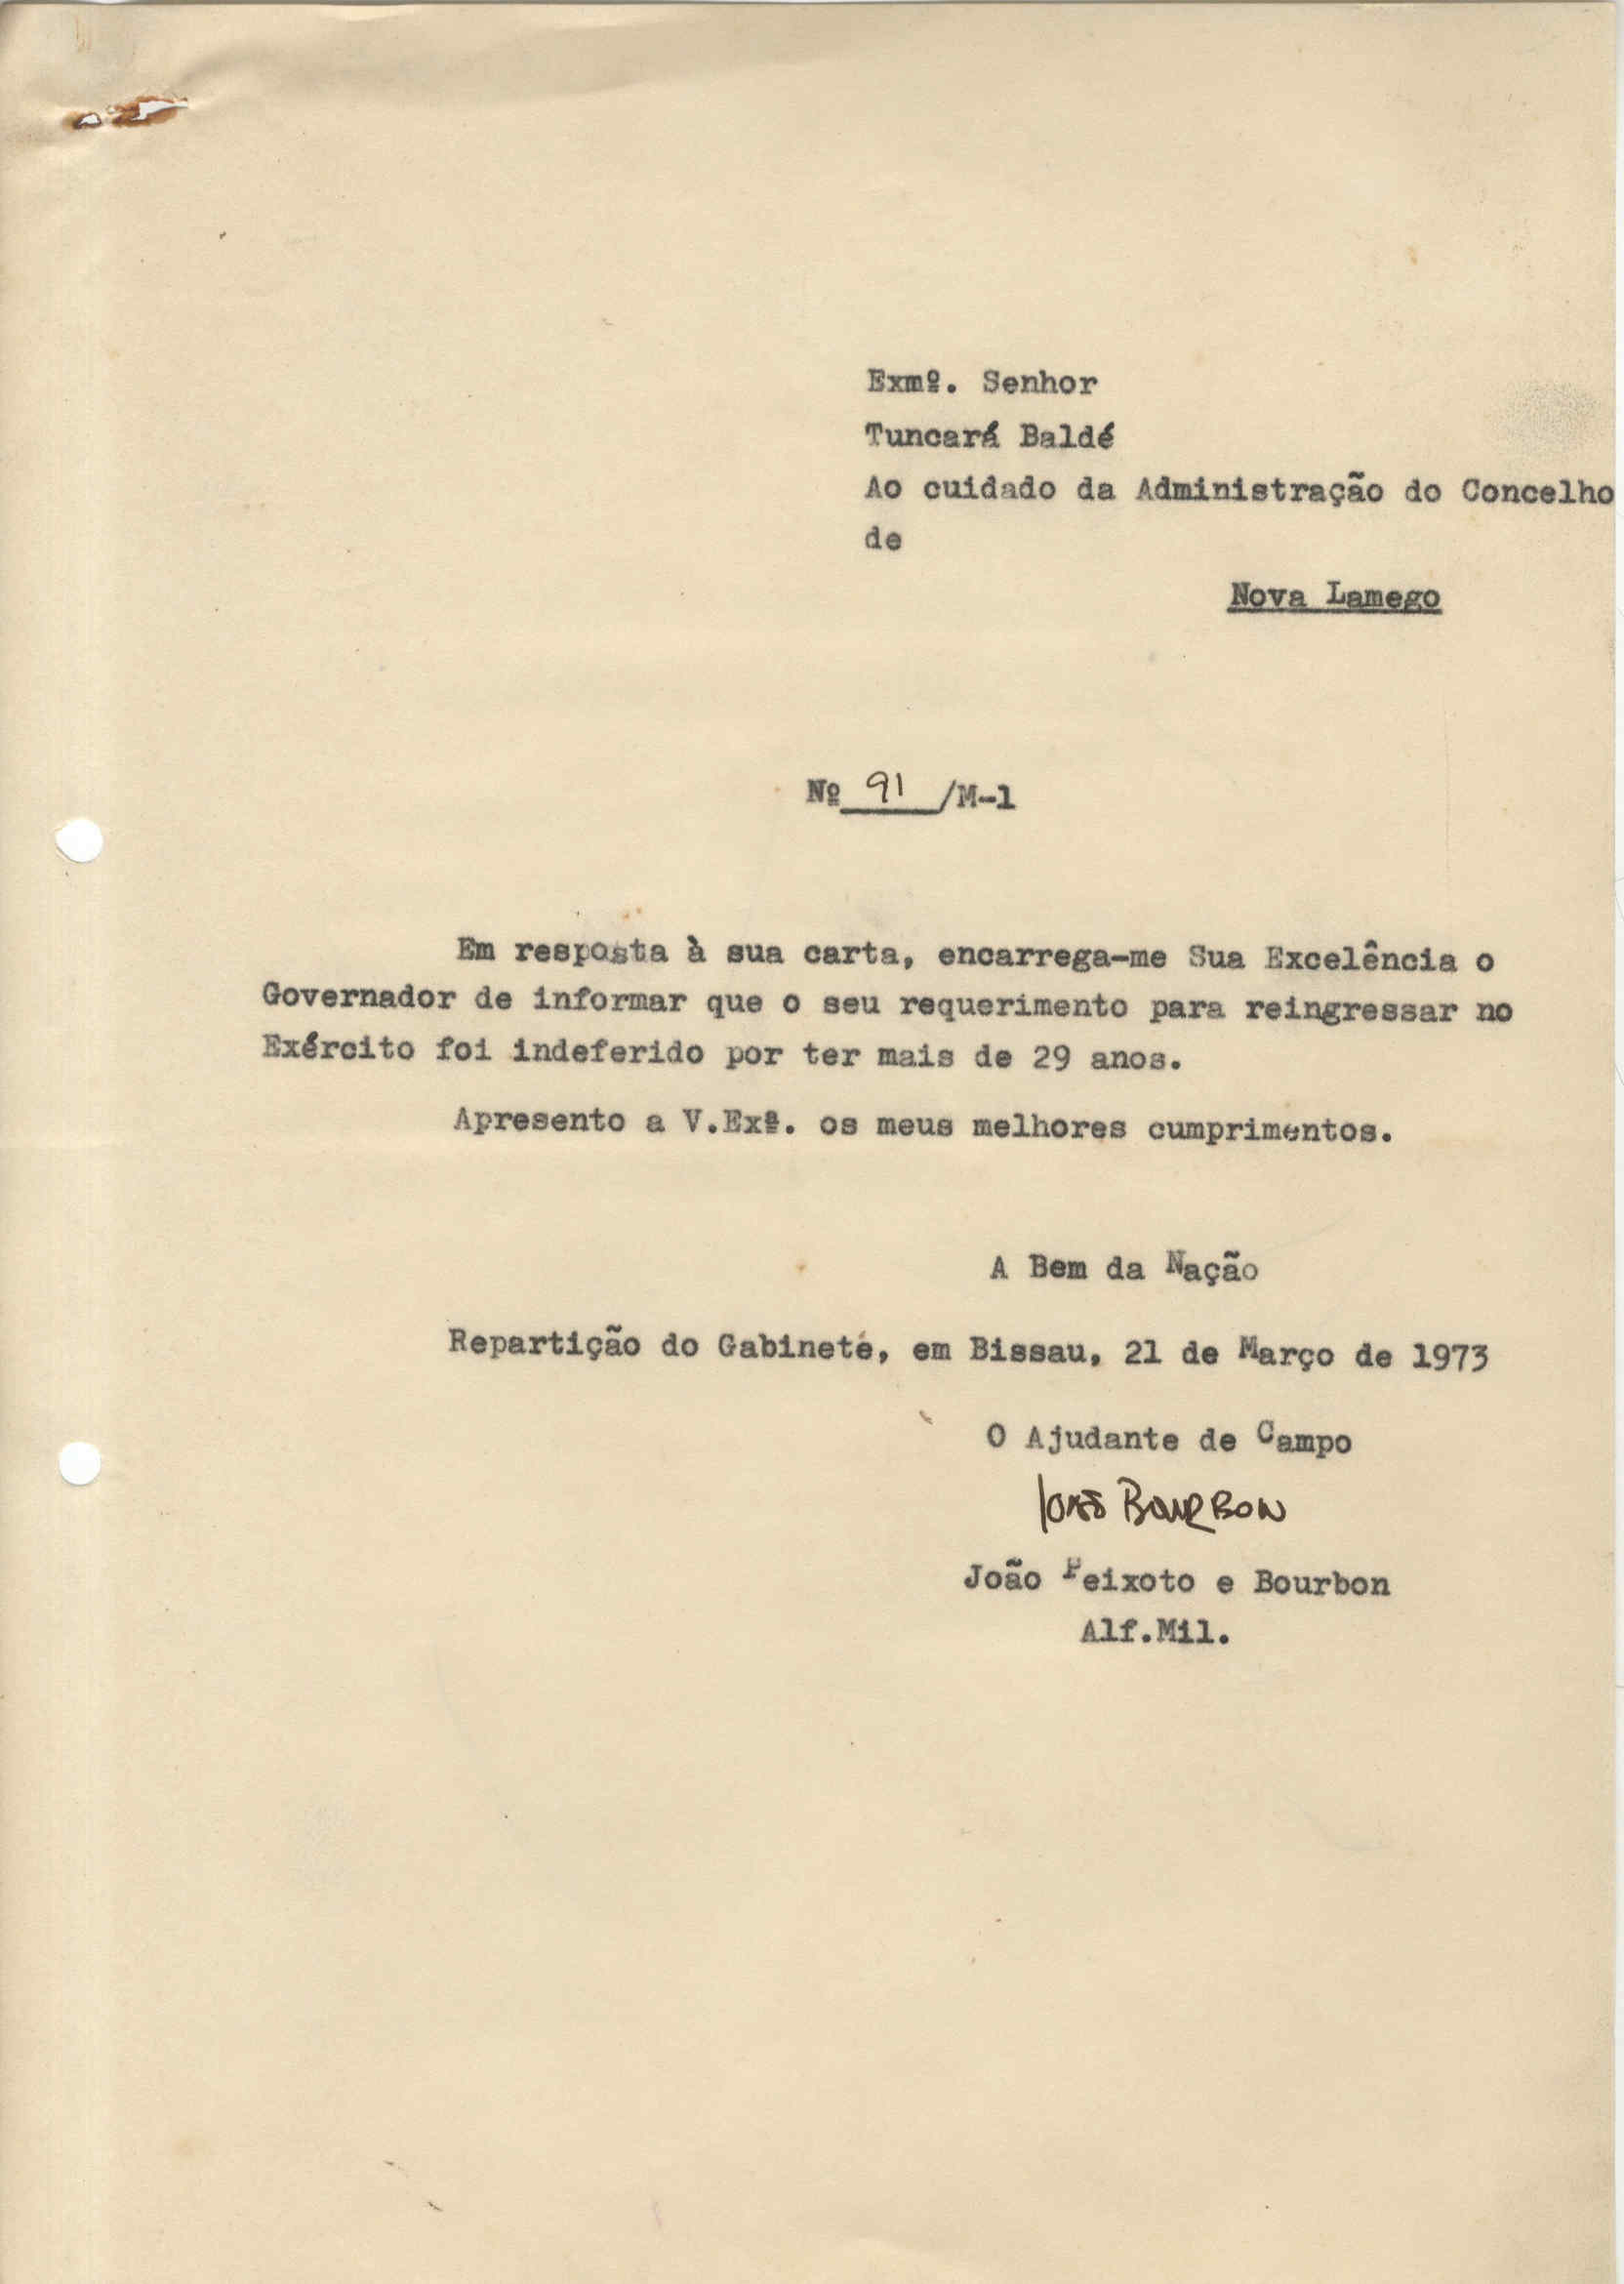 Exmº. Senhor
Tuncará Baldé
Ao cuidado da Administração do Concelho
de
Nova Lamego
Nº 91 /M-1
Em resposta à sua carta, encarrega-me Sua Excelência o
Governador de informar que o seu requerimento para reingressar no
Exército foi indeferido por ter mais de 29 anos.
Apresento a V.Exª. os meus melhores cumprimentos.
A Bem da Nação
Repartição do Gabinete, em Bissau, 21 de Março de 1973
O Ajudante de Campo
João Bourbon
João Peixoto e Bourbon
Alf.Mil.